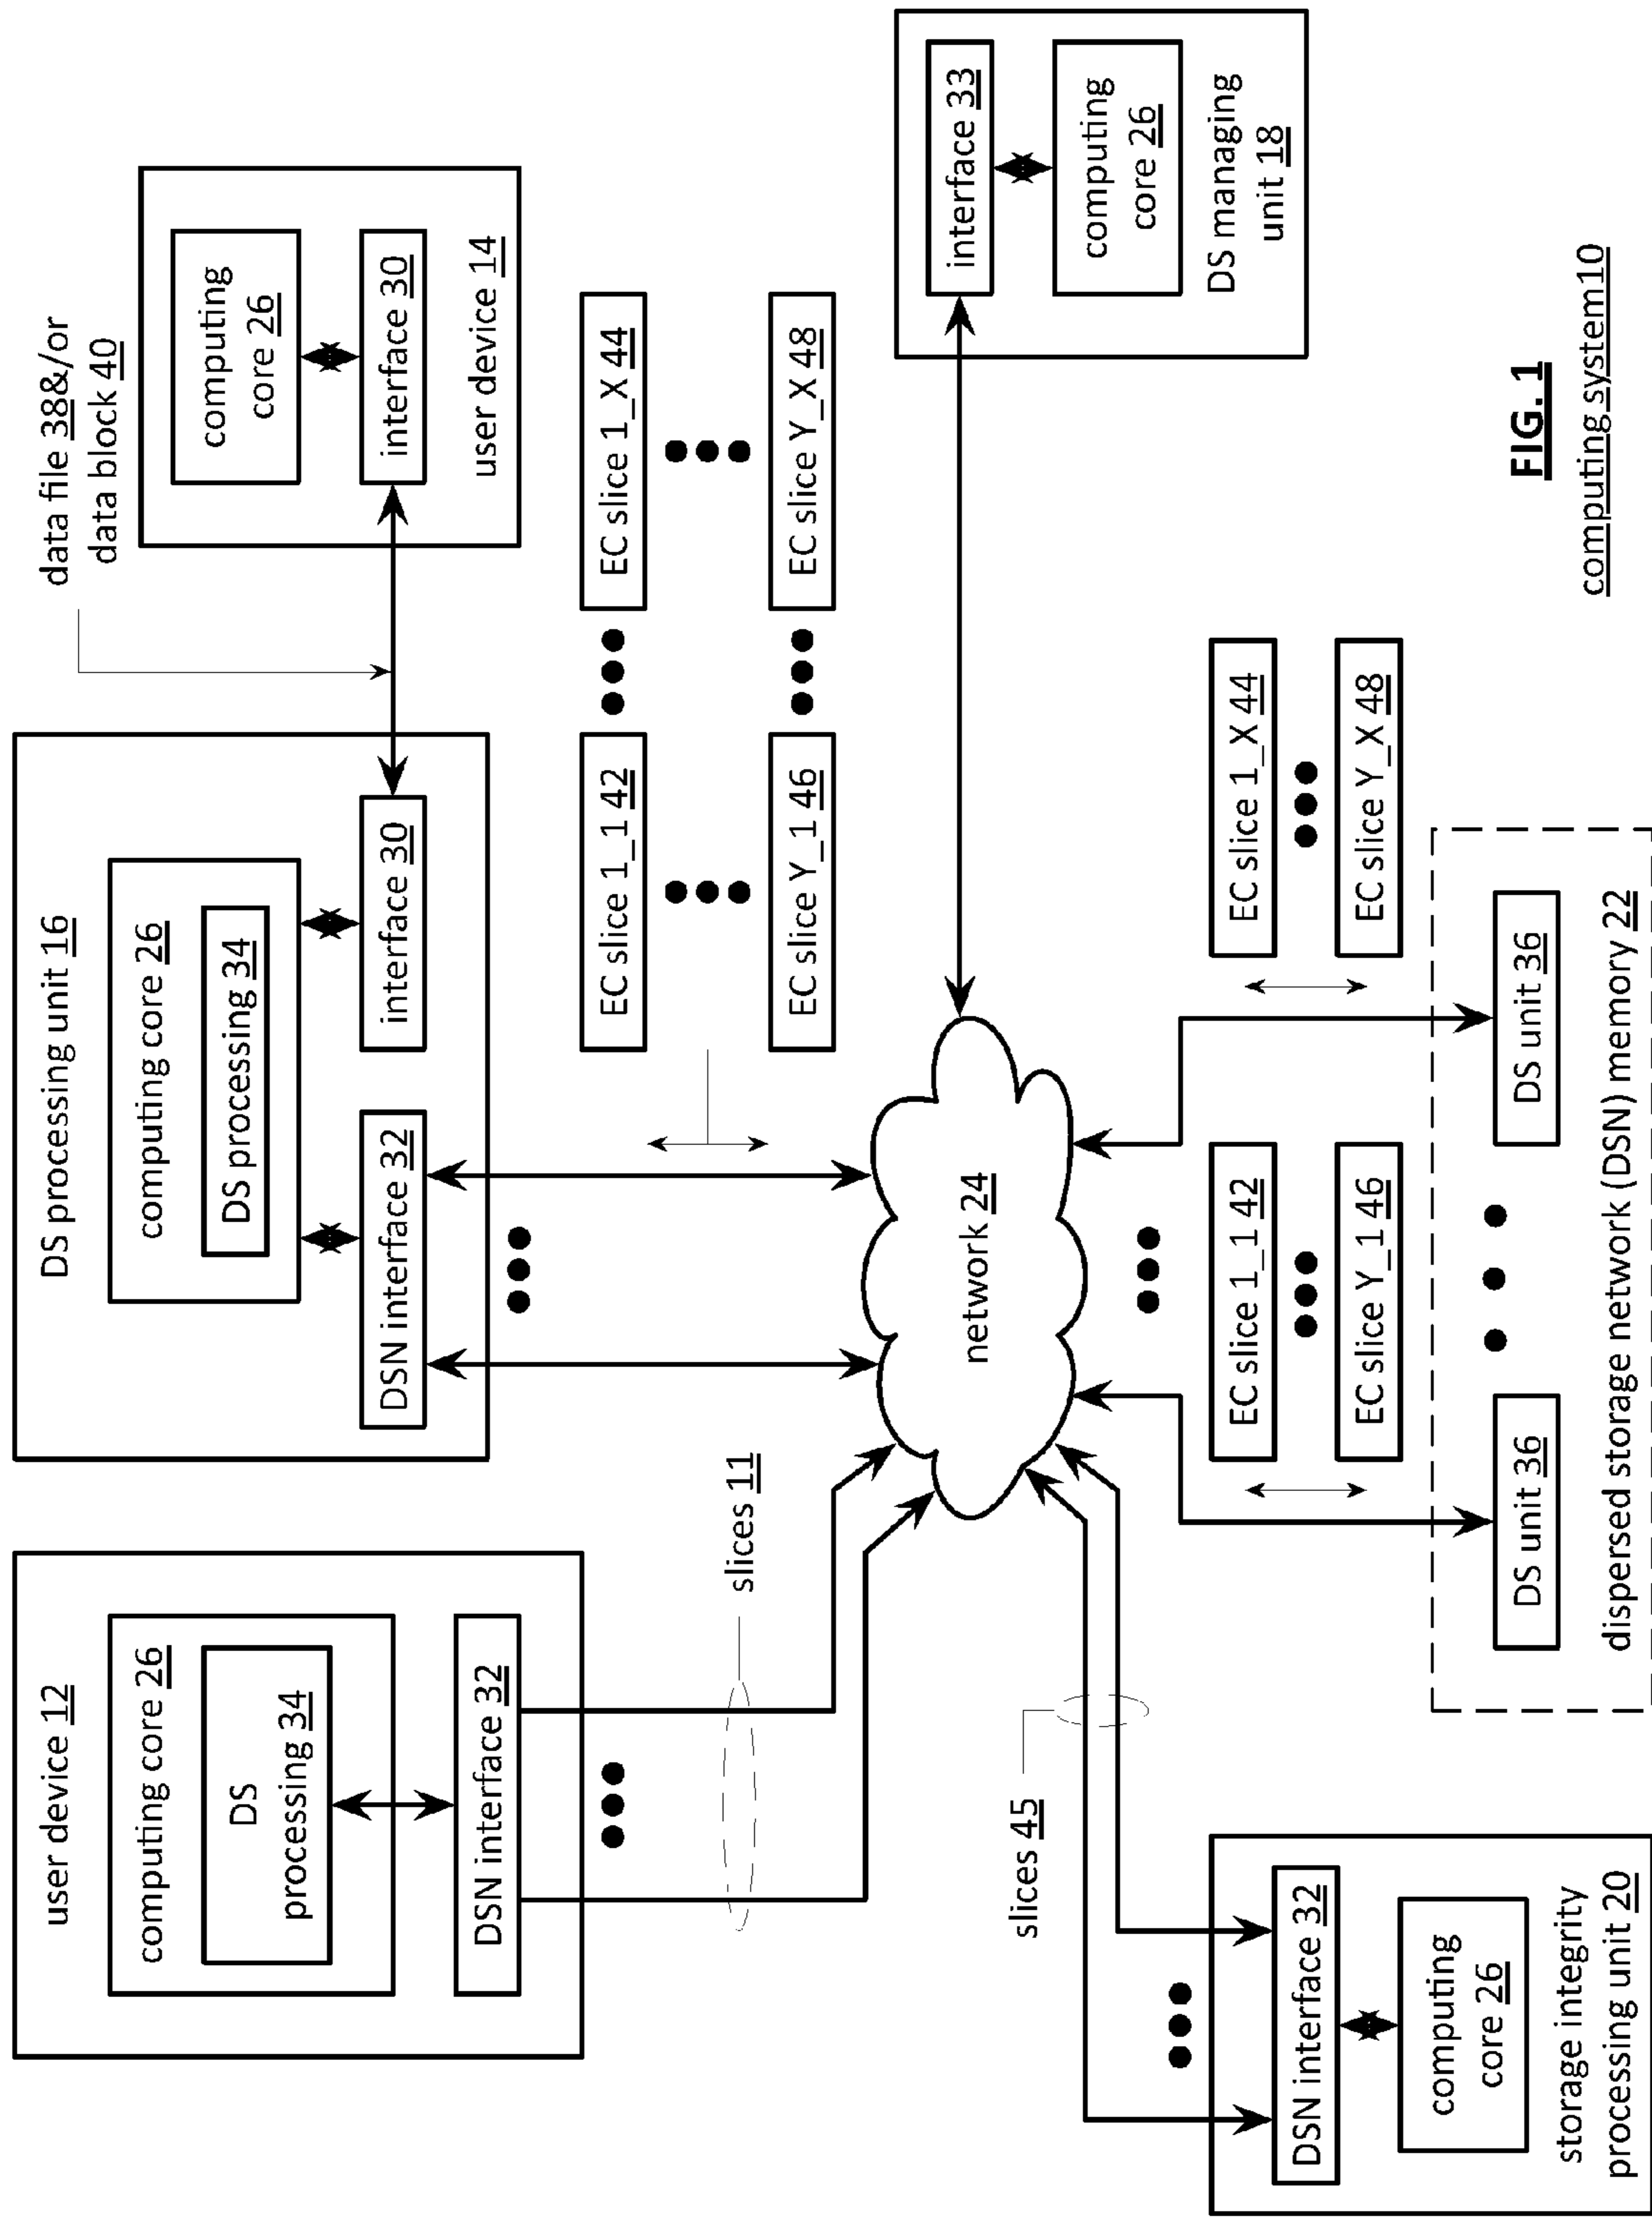 user device 12
computing core 26
DS
processing 34
DSN interface 32
slices 11
DS processing unit 16
computing core 26
DS processing 34
DSN interface 32
interface 30
data file 38&/or
data block 40
computing
core 26
interface 30
user device 14
EC slice 1_1 42
EC slice 1_X 44
EC slice Y_1 46
EC slice Y_X 48
network 24
interface 33
computing
core 26
DS managing
unit 18
slices 45
DSN interface 32
computing
core 26
storage integrity
processing unit 20
EC slice 1_1 42
EC slice Y_1 46
EC slice 1_X 44
EC slice Y_X 48
DS unit 36
DS unit 36
dispersed storage network (DSN) memory 22
FIG. 1
computing system10